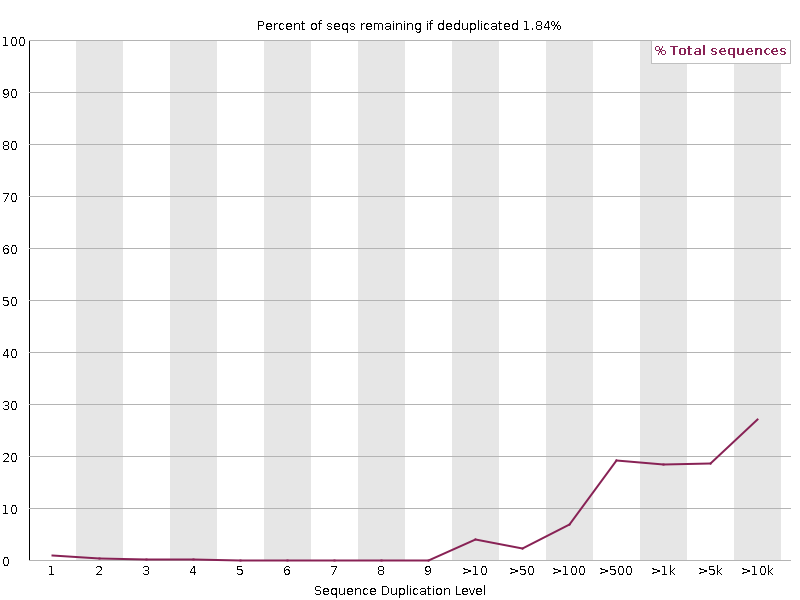 Percent of seqs remaining if deduplicated 1.84%
% Total sequences
100
90
80
70
60
50
40
30
20
10
0
1 2 3 4 5 6 7 8 9 >10 >50 >100 >500 >1k >5k >10k
Sequence Duplication Level